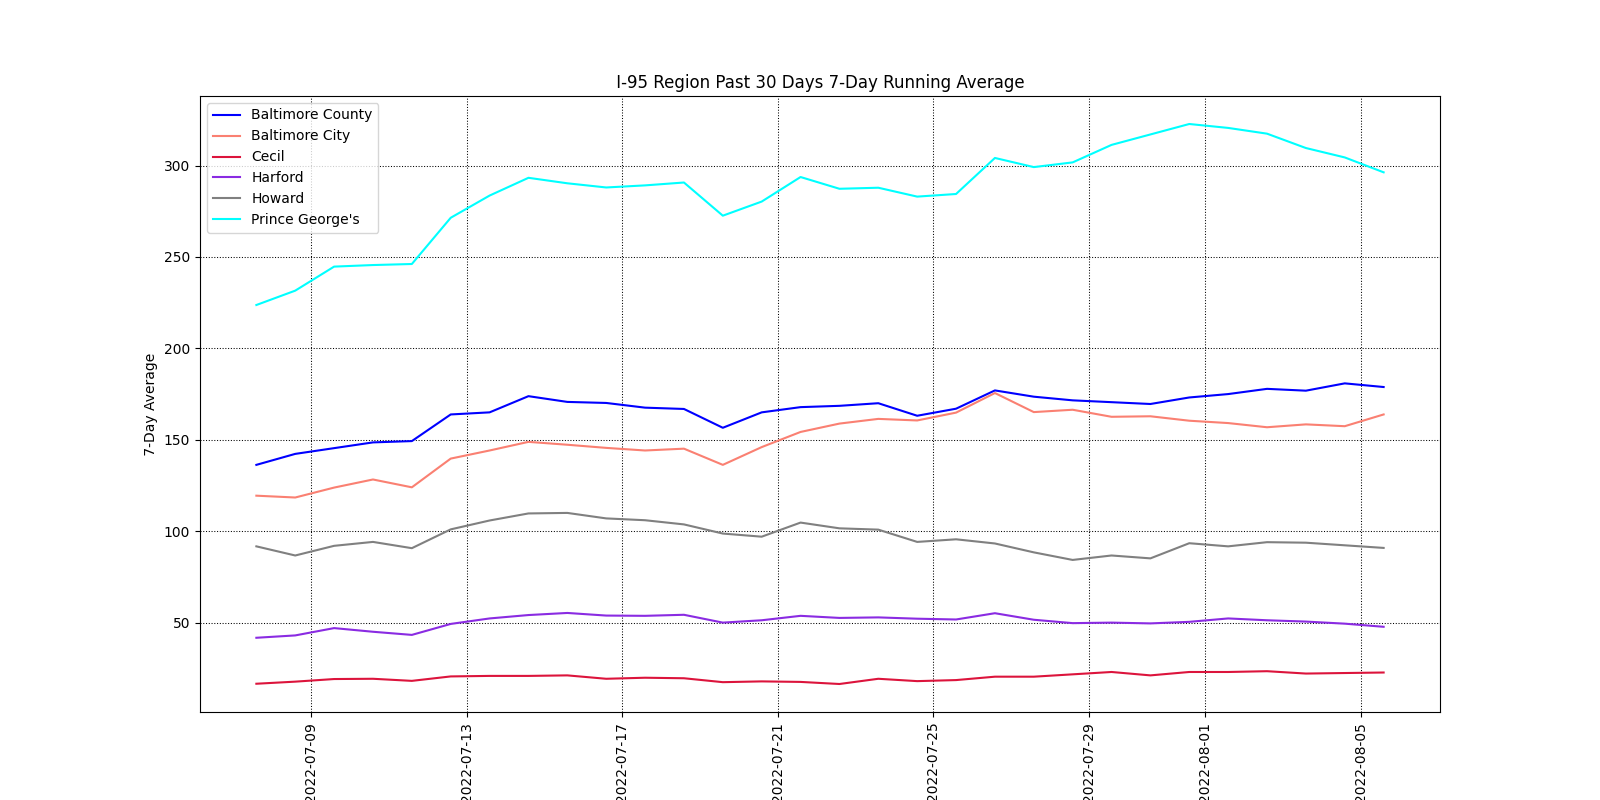 I-95 Region Past 30 Days 7-Day Running Average
Baltimore County
Baltimore City
Cecil
Harford
Howard
Prince George's
7-Day Average
300
250
200
150
100
50
2022-07-09
2022-07-13
2022-07-17
2022-07-21
2022-07-25
2022-07-29
2022-08-01
2022-08-05